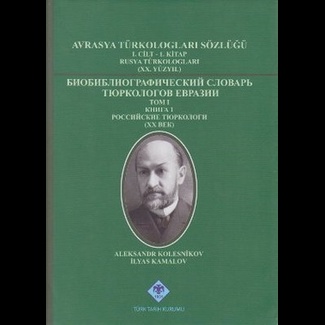 AVRASYA TÜRKOLOGLARI SÖZLÜĞÜ
I. CİLT - I. KİTAP
RUSYA TÜRKOLOGLARI
(XX. YÜZYIL)
БИОБИБЛИОГРАФИЧЕСКИЙ СЛОВАРЬ
ТЮРКОЛОГОВ ЕВРАЗИИ
ТОМ I
КНИГА I
РОССИЙСКИЕ ТЮРКОЛОГИ
(XX ВЕК)
ALEKSANDR KOLESNİKOV
İLYAS KAMALOV
TÜRK TARİH KURUMU